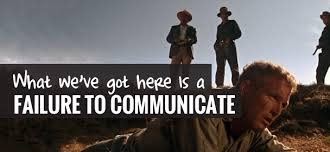 What we've got here is a
FAILURE TO COMMUNICATE